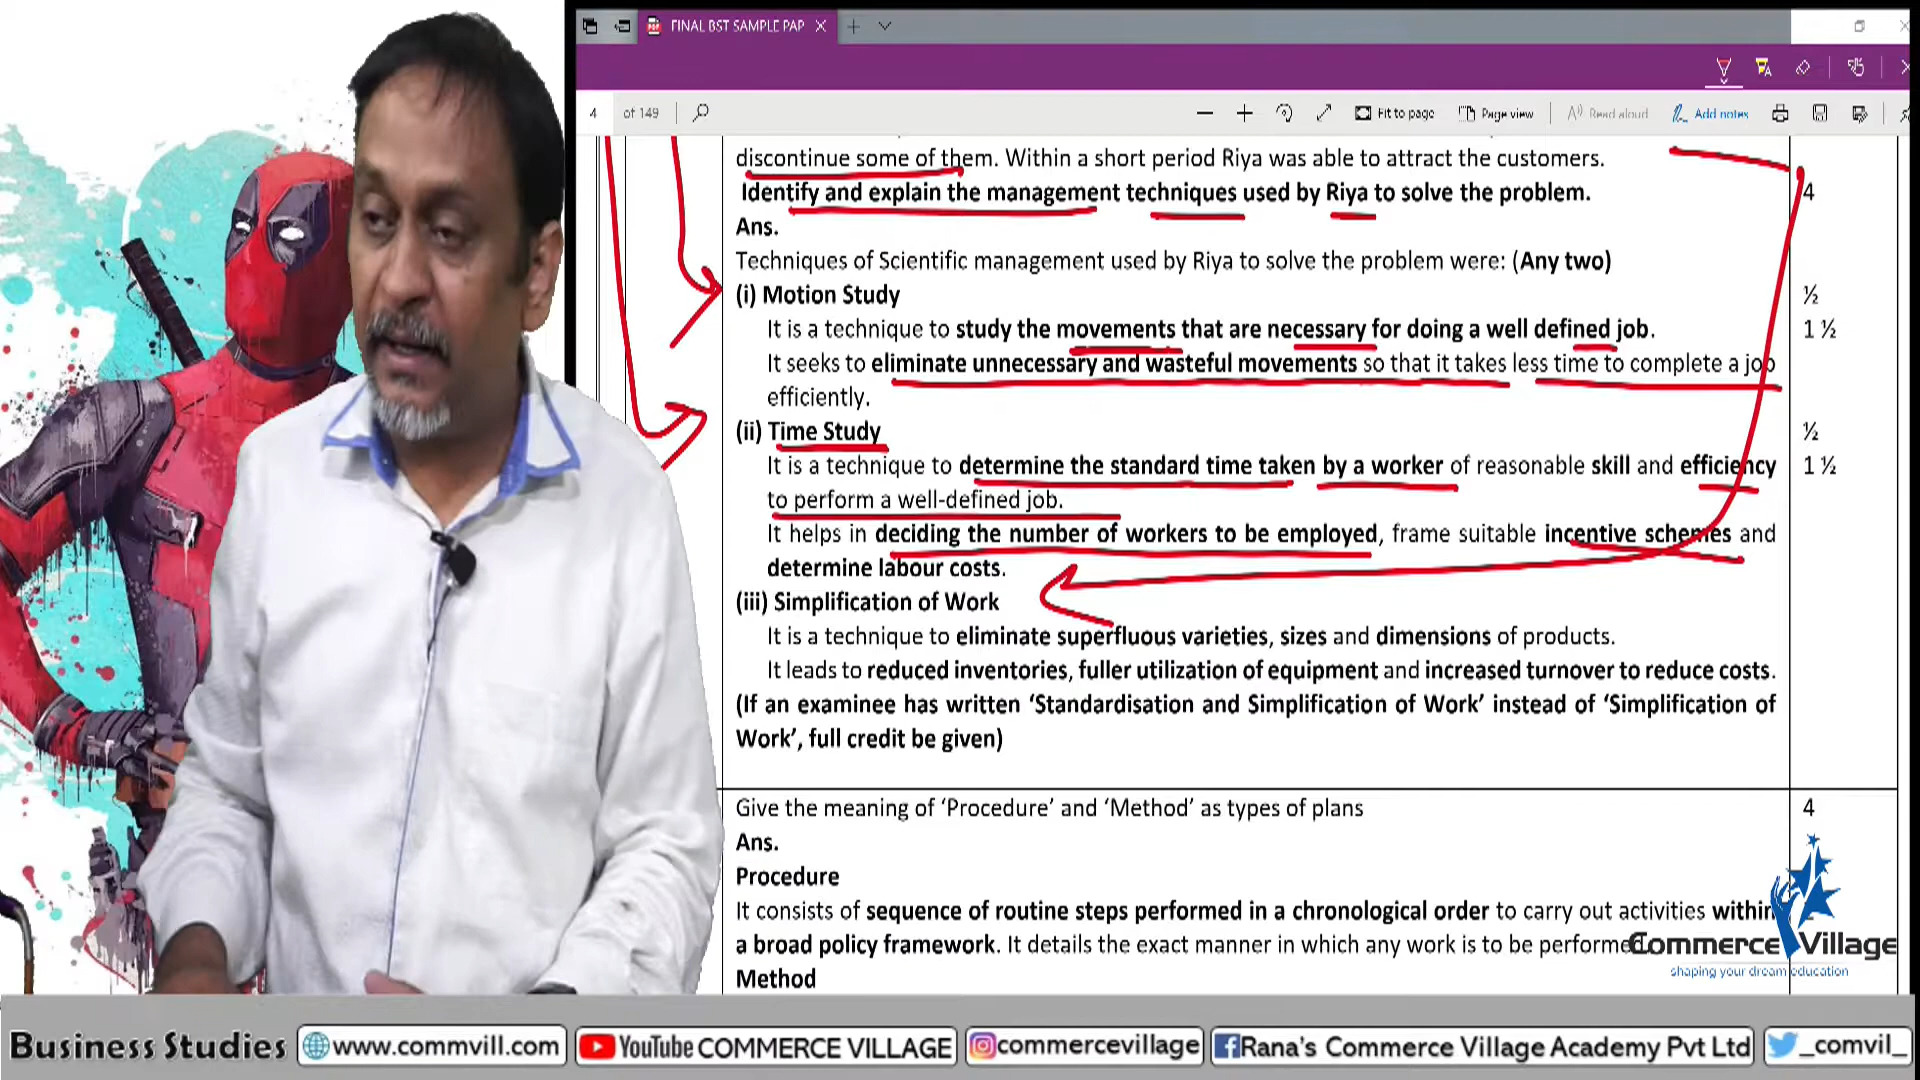 FINAL BST SAMPLE PAP
4 of 149
Fit to page
Page view
Read aloud
Add notes
discontinue some of them. Within a short period Riya was able to attract the customers.
Identify and explain the management techniques used by Riya to solve the problem. 4
Ans.
Techniques of Scientific management used by Riya to solve the problem were: (Any two)
(i) Motion Study ½
It is a technique to study the movements that are necessary for doing a well defined job. 1 ½
It seeks to eliminate unnecessary and wasteful movements so that it takes less time to complete a job
efficiently.
(ii) Time Study ½
It is a technique to determine the standard time taken by a worker of reasonable skill and efficiency 1 ½
to perform a well-defined job.
It helps in deciding the number of workers to be employed, frame suitable incentive schemes and
determine labour costs.
(iii) Simplification of Work
It is a technique to eliminate superfluous varieties, sizes and dimensions of products.
It leads to reduced inventories, fuller utilization of equipment and increased turnover to reduce costs.
(If an examinee has written ‘Standardisation and Simplification of Work’ instead of ‘Simplification of
Work’, full credit be given)
Give the meaning of ‘Procedure’ and ‘Method’ as types of plans 4
Ans.
Procedure
It consists of sequence of routine steps performed in a chronological order to carry out activities within
a broad policy framework. It details the exact manner in which any work is to be performed
Method
Commerce Village
shaping your dream education
Business Studies
www.commvill.com
YouTube COMMERCE VILLAGE
commercevillage
Rana's Commerce Village Academy Pvt Ltd
_comvil_